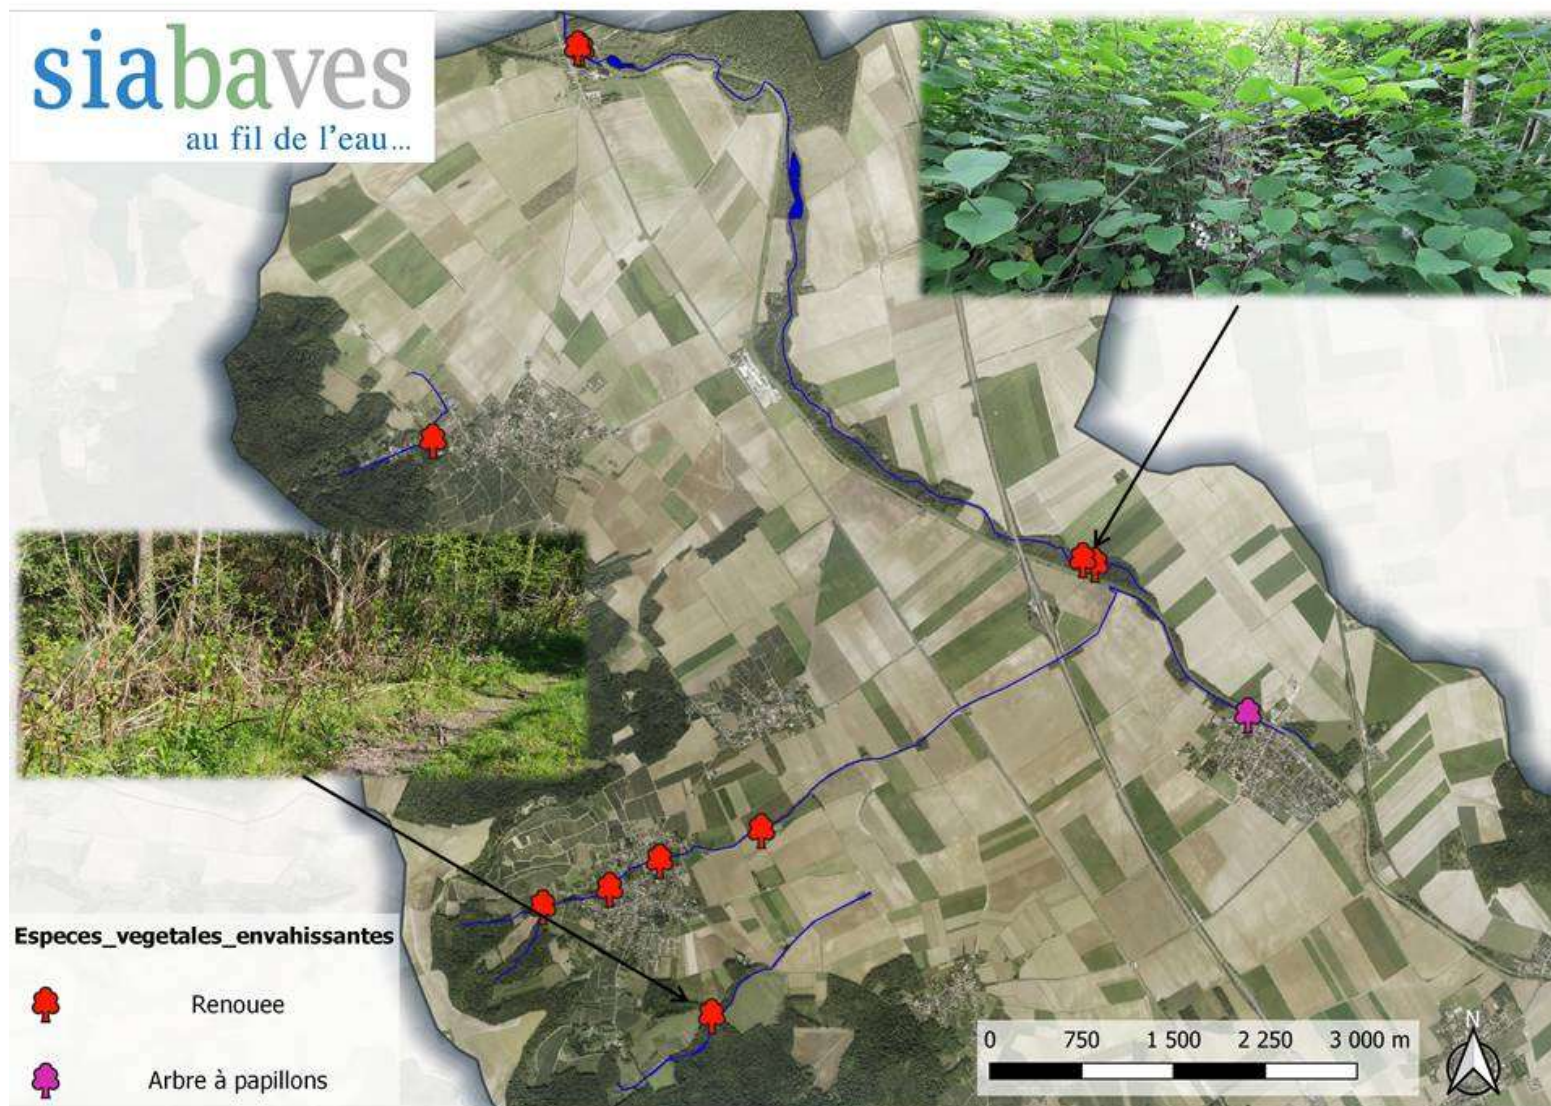 siabaves
au fil de l'eau...
Especes_vegetales_envahissantes
Renouee
Arbre à papillons
0 750 1 500 2 250 3 000 m
N